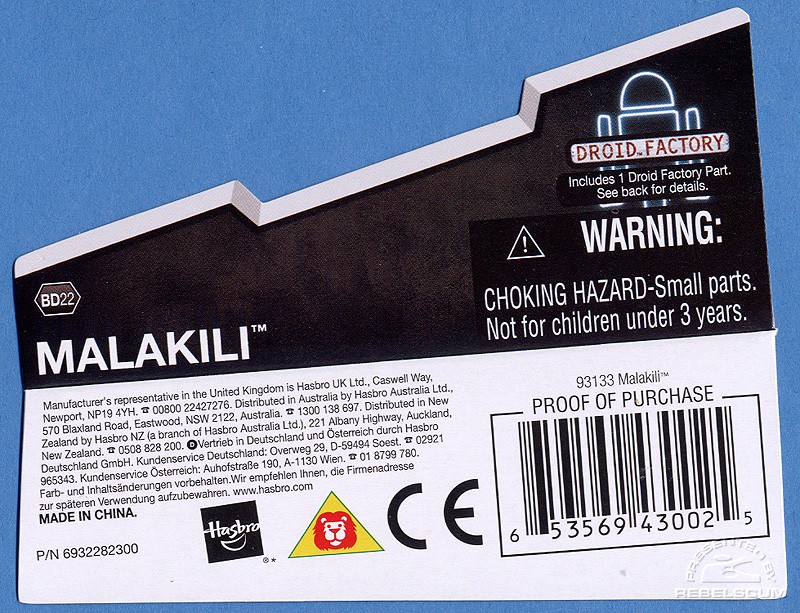 DROID™ FACTORY
Includes 1 Droid Factory Part.
See back for details.
WARNING:
CHOKING HAZARD-Small parts.
Not for children under 3 years.
BD22
MALAKILI™
Manufacturer's representative in the United Kingdom is Hasbro UK Ltd., Caswell Way,
Newport, NP19 4YH. ☎ 00800 22427276. Distributed in Australia by Hasbro Australia Ltd.,
570 Blaxland Road, Eastwood, NSW 2122, Australia. ☎ 1300 138 697. Distributed in New
Zealand by Hasbro NZ (a branch of Hasbro Australia Ltd.), 221 Albany Highway, Auckland,
New Zealand. ☎ 0508 828 200. D Vertrieb in Deutschland und Österreich durch Hasbro
Deutschland GmbH. Kundenservice Deutschland: Overweg 29, D-59494 Soest. ☎ 02921
965343. Kundenservice Österreich: Auhofstraße 190, A-1130 Wien. ☎ 01 8799 780.
Farb- und Inhaltsänderungen vorbehalten.Wir empfehlen Ihnen, die Firmenadresse
zur späteren Verwendung aufzubewahren. www.hasbro.com
MADE IN CHINA.
P/N 6932282300
Hasbro
®*
CE
93133 Malakili™
PROOF OF PURCHASE
6 53569 43002 5
PRESENTED BY
REBELSCUM